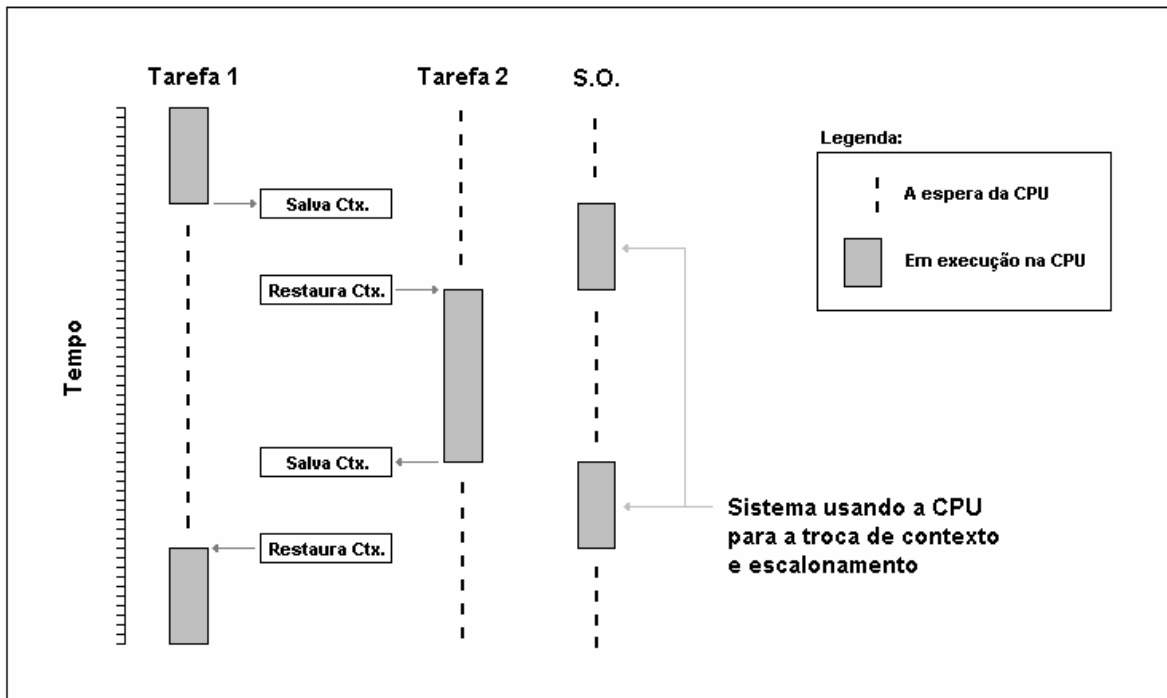 Tarefa 1
Tarefa 2
S.O.
Legenda:
A espera da CPU
Em execução na CPU
Tempo
Salva Ctx.
Restaura Ctx.
Salva Ctx.
Restaura Ctx.
Sistema usando a CPU
para a troca de contexto
e escalonamento